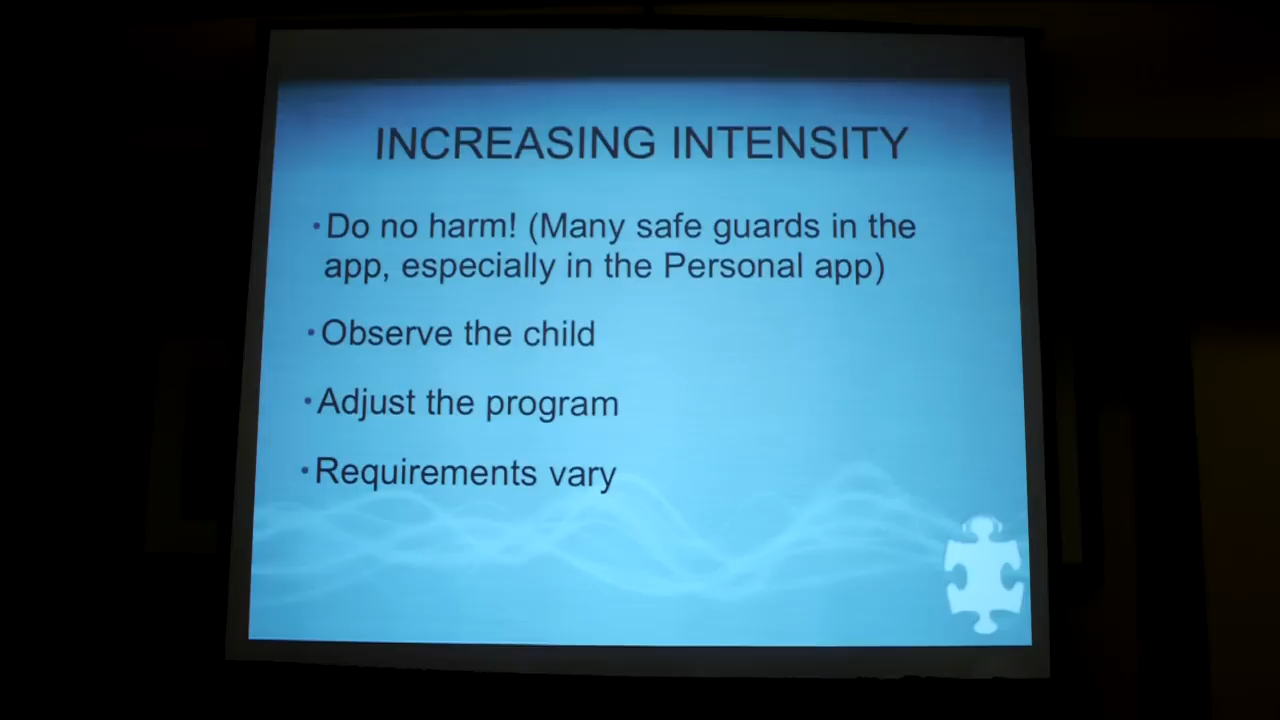 INCREASING INTENSITY
· Do no harm! (Many safe guards in the
app, especially in the Personal app)
· Observe the child
· Adjust the program
· Requirements vary